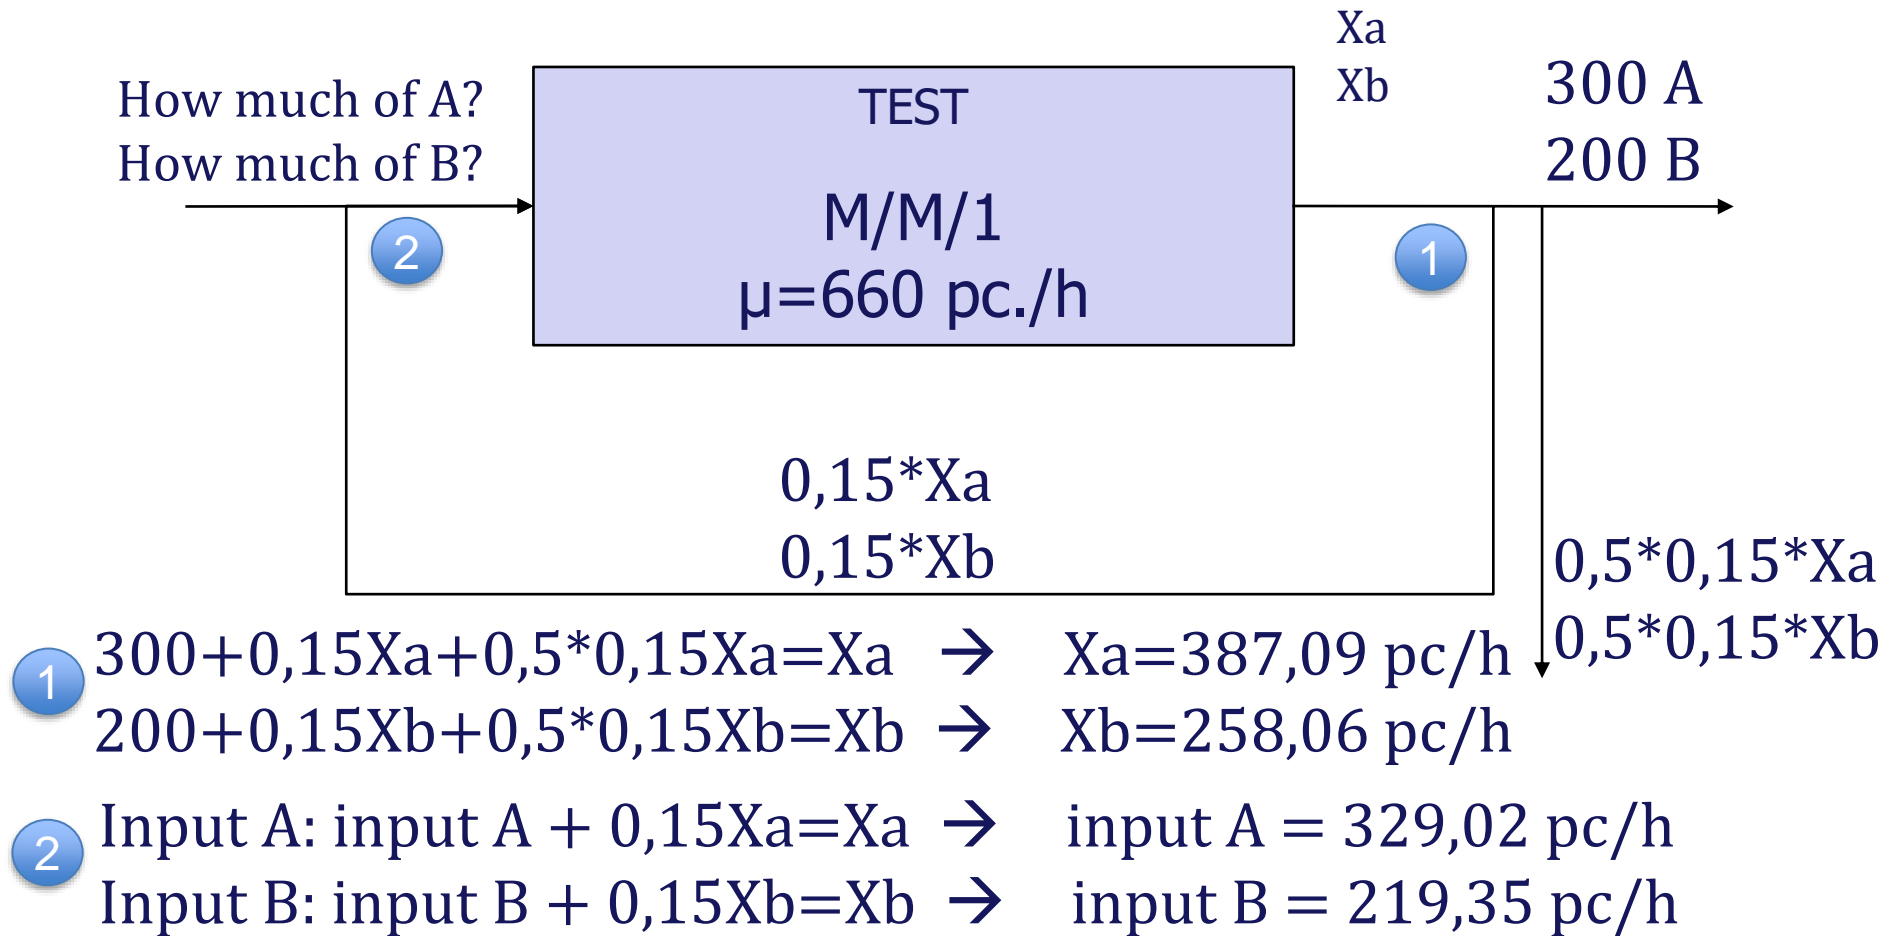 Xa
Xb
300 A
200 B
How much of A?
How much of B?
TEST
M/M/1
µ=660 pc./h
2
1
0,15*Xa
0,15*Xb
0,5*0,15*Xa
0,5*0,15*Xb
1
300+0,15Xa+0,5*0,15Xa=Xa → Xa=387,09 pc/h
200+0,15Xb+0,5*0,15Xb=Xb → Xb=258,06 pc/h
2
Input A: input A + 0,15Xa=Xa → input A = 329,02 pc/h
Input B: input B + 0,15Xb=Xb → input B = 219,35 pc/h